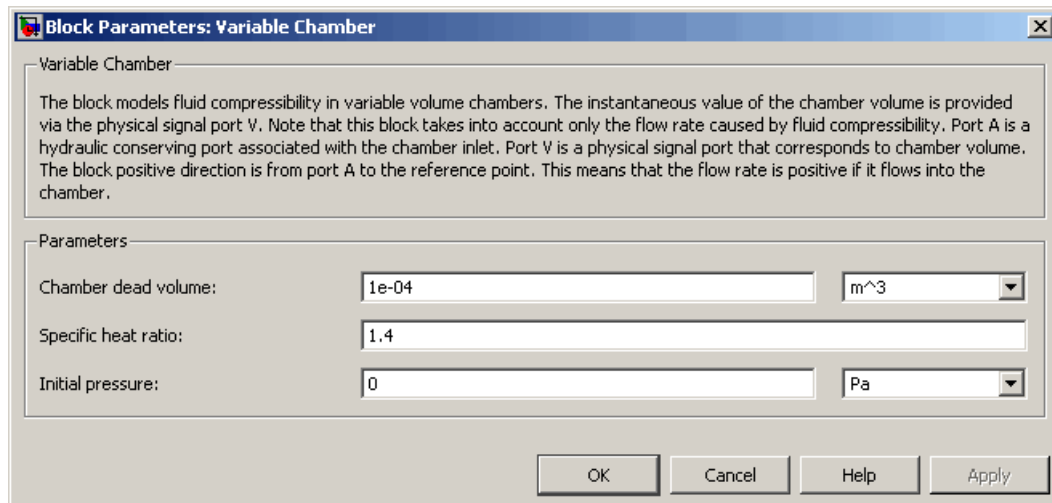 Block Parameters: Variable Chamber
Variable Chamber
The block models fluid compressibility in variable volume chambers. The instantaneous value of the chamber volume is provided
via the physical signal port V. Note that this block takes into account only the flow rate caused by fluid compressibility. Port A is a
hydraulic conserving port associated with the chamber inlet. Port V is a physical signal port that corresponds to chamber volume.
The block positive direction is from port A to the reference point. This means that the flow rate is positive if it flows into the
chamber.
Parameters
Chamber dead volume: 1e-04 m^3
Specific heat ratio: 1.4
Initial pressure: 0 Pa
OK Cancel Help Apply